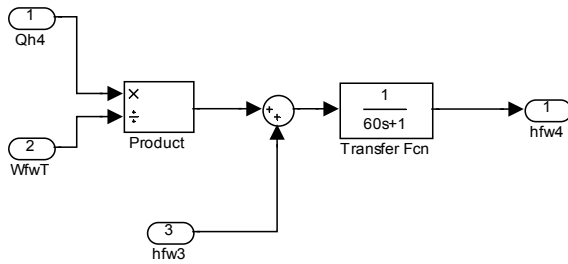 1
Qh4
×
÷
Product
2
WfwT
+
+
1
60s+1
Transfer Fcn
1
hfw4
3
hfw3